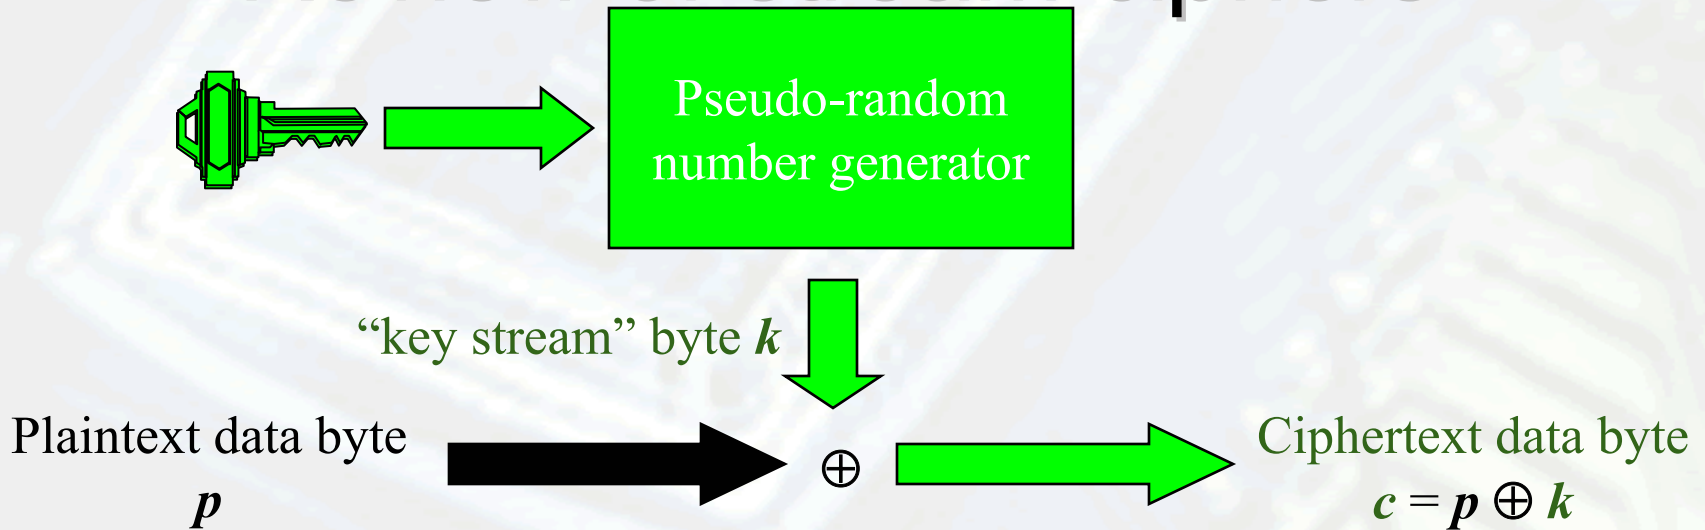 Pseudo-random
number generator
“key stream” byte k
Plaintext data byte
p
⊕
Ciphertext data byte
c = p ⊕ k